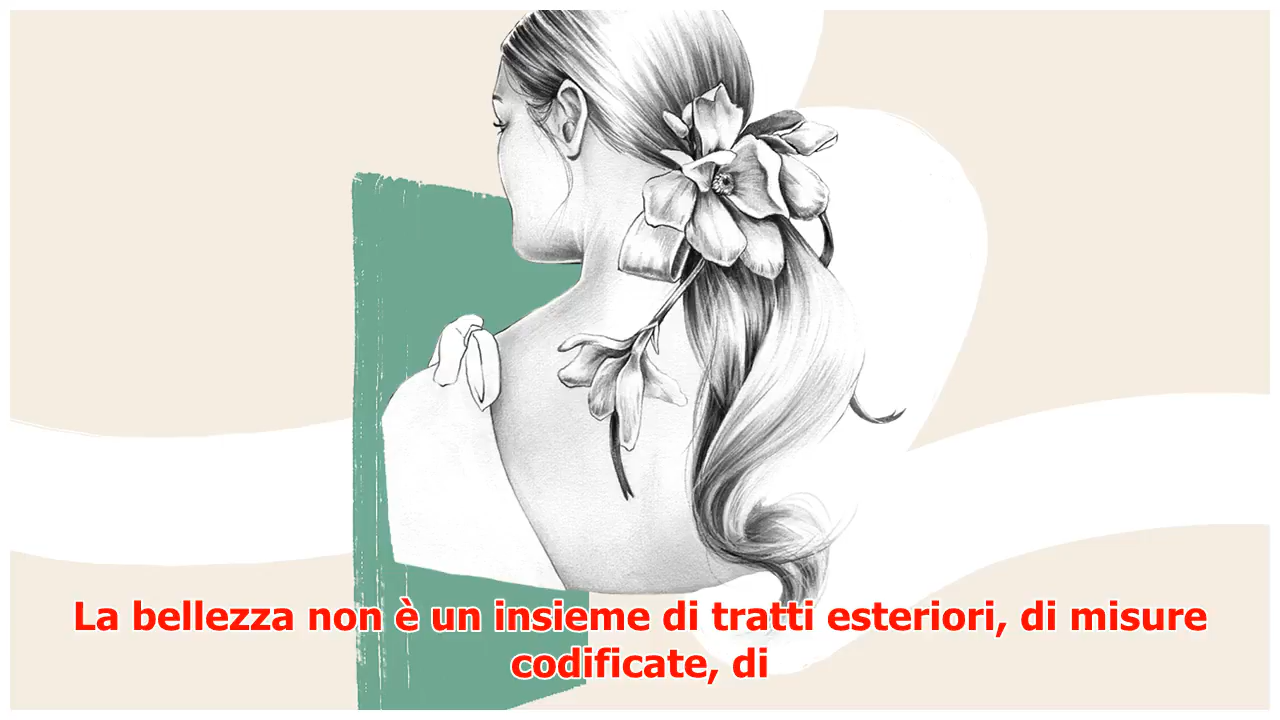 La bellezza non è un insieme di tratti esteriori, di misure
codificate, di